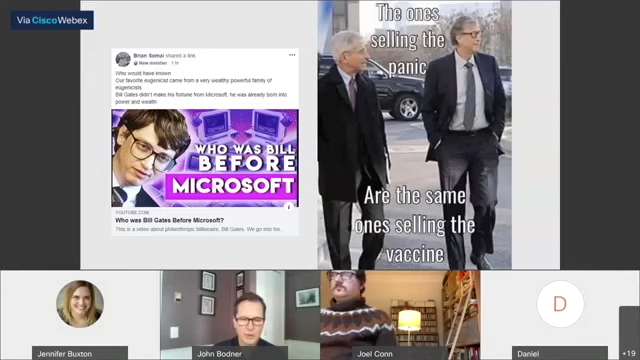 Via Cisco Webex
Brian Somai shared a link.
New member · 1 hr
Who would have known
Our favorite eugenicist came from a very wealthy powerful family of
eugenicists
Bill Gates didn't make his fortune from Microsoft, he was already born into
power and wealth
WHO WAS BILL
BEFORE
MICROSOFT
YOUTUBE.COM
Who was Bill Gates Before Microsoft?
This is a video about philanthropic billionaire, Bill Gates. We go into his.
The ones
selling the
panic
Are the same
ones selling the
vaccine
D
Jennifer Buxton
John Bodner
Joel Conn
Daniel
+19